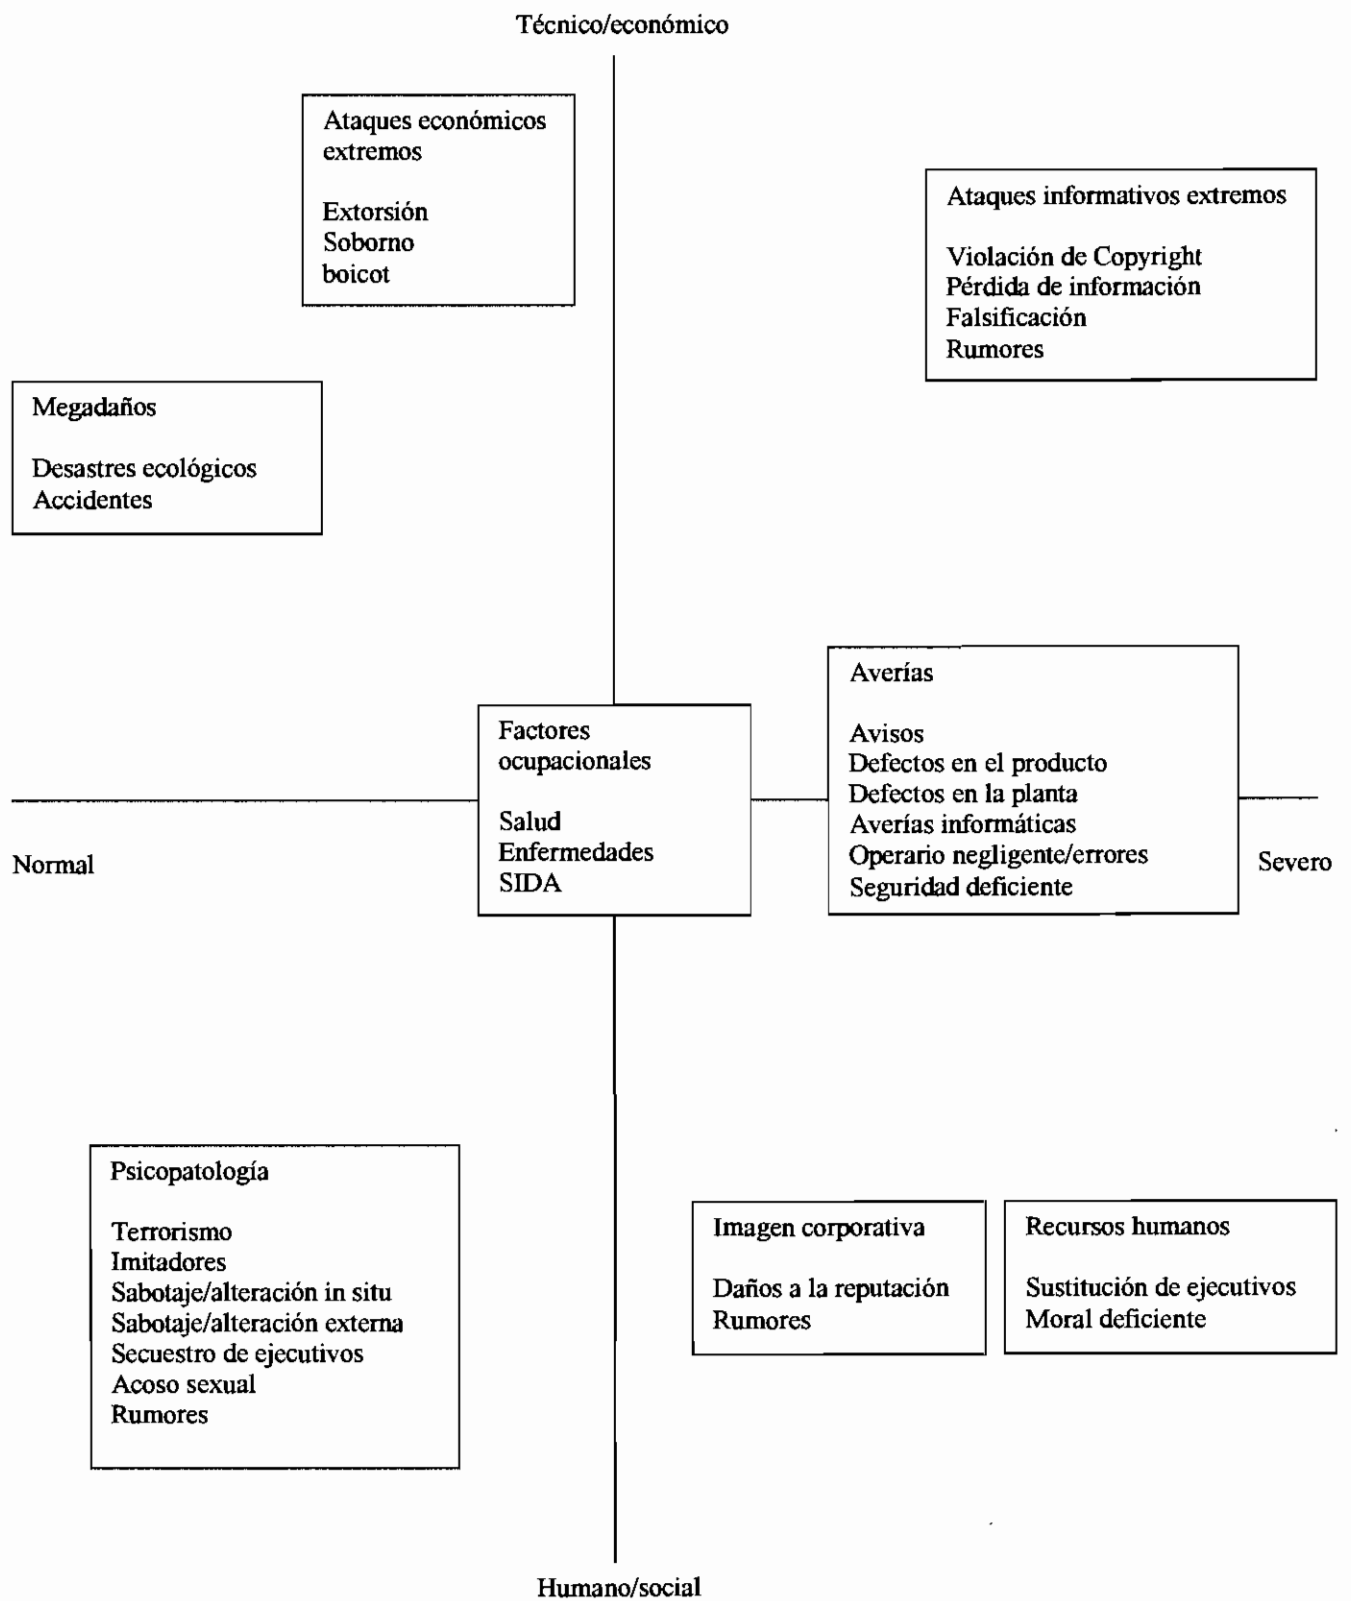 Técnico/económico
Ataques económicos
extremos
Extorsión
Soborno
boicot
Ataques informativos extremos
Violación de Copyright
Pérdida de información
Falsificación
Rumores
Megadaños
Desastres ecológicos
Accidentes
Factores
ocupacionales
Salud
Enfermedades
SIDA
Averías
Avisos
Defectos en el producto
Defectos en la planta
Averías informáticas
Operario negligente/errores
Seguridad deficiente
Normal
Severo
Psicopatología
Terrorismo
Imitadores
Sabotaje/alteración in situ
Sabotaje/alteración externa
Secuestro de ejecutivos
Acoso sexual
Rumores
Imagen corporativa
Daños a la reputación
Rumores
Recursos humanos
Sustitución de ejecutivos
Moral deficiente
Humano/social